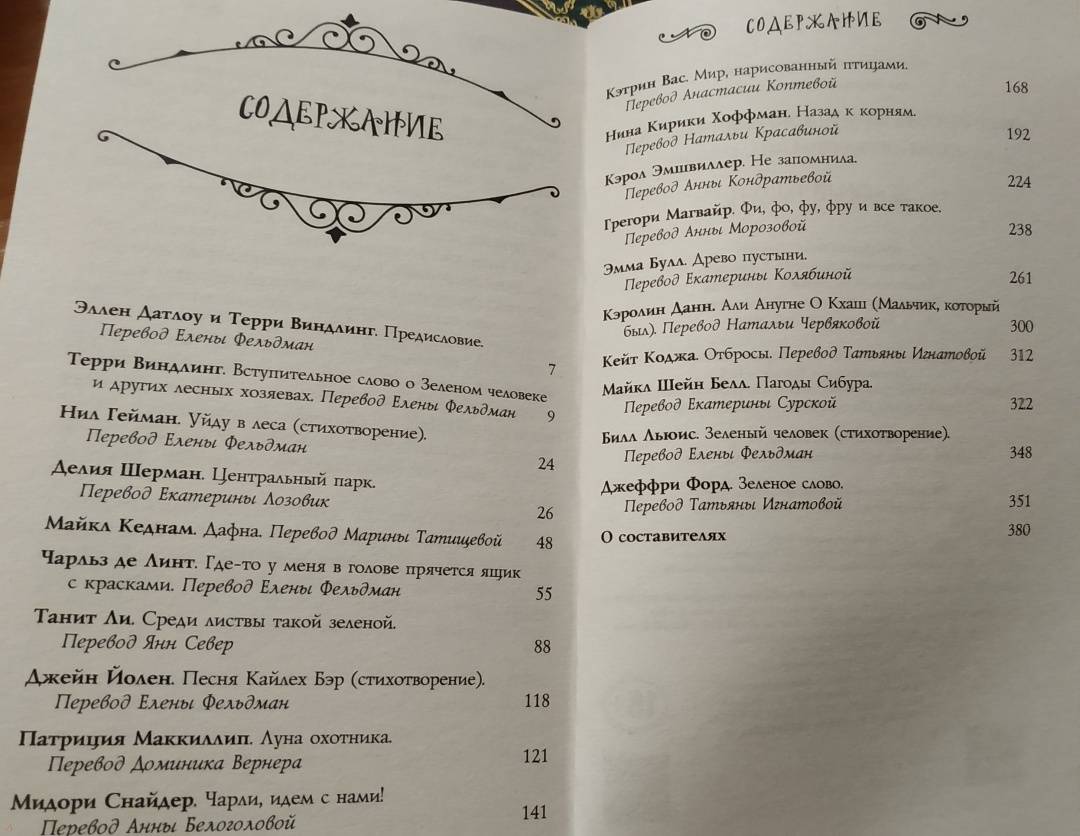 СОДЕРЖАНИЕ
Эллен Датлоу и Терри Виндлинг. Предисловие.
Перевод Елены Фельдман 7
Терри Виндлинг. Вступительное слово о Зеленом человеке
и других лесных хозяевах. Перевод Елены Фельдман 9
Нил Гейман. Уйду в леса (стихотворение).
Перевод Елены Фельдман 24
Делия Шерман. Центральный парк.
Перевод Екатерины Лозовик 26
Майкл Кеднам. Дафна. Перевод Марины Татищевой 48
Чарльз де Линт. Где-то у меня в голове прячется ящик
с красками. Перевод Елены Фельдман 55
Танит Ли. Среди листвы такой зеленой.
Перевод Янн Север 88
Джейн Йолен. Песня Кайлех Бэр (стихотворение).
Перевод Елены Фельдман 118
Патриция Маккиллип. Луна охотника.
Перевод Доминика Вернера 121
Мидори Снайдер. Чарли, идем с нами!
Перевод Анны Белоголовой 141
СОДЕРЖАНИЕ
Кэтрин Вас. Мир, нарисованный птицами.
Перевод Анастасии Коптевой 168
Нина Кирики Хоффман. Назад к корням.
Перевод Натальи Красавиной 192
Кэрол Эмшвиллер. Не запомнила.
Перевод Анны Кондратьевой 224
Грегори Магвайр. Фи, фо, фу, фру и все такое.
Перевод Анны Морозовой 238
Эмма Булл. Древо пустыни.
Перевод Екатерины Колябиной 261
Кэролин Данн. Али Анугне О Кхаш (Мальчик, который
был). Перевод Натальи Червяковой 300
Кейт Коджа. Отбросы. Перевод Татьяны Игнатовой 312
Майкл Шейн Белл. Пагоды Сибура.
Перевод Екатерины Сурской 322
Билл Льюис. Зеленый человек (стихотворение).
Перевод Елены Фельдман 348
Джеффри Форд. Зеленое слово.
Перевод Татьяны Игнатовой 351
О составителях 380